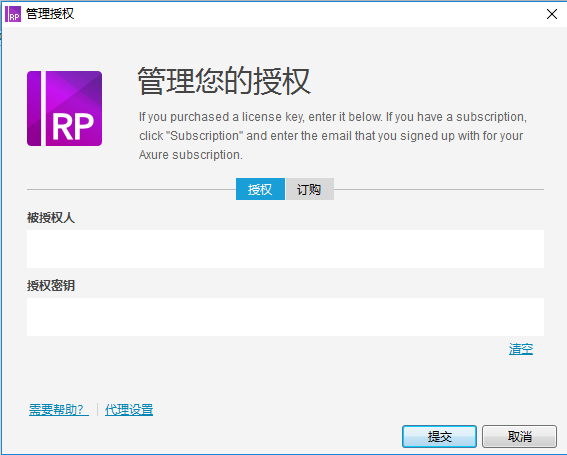 管理授权
RP
管理您的授权
If you purchased a license key, enter it below. If you have a subscription,
click "Subscription" and enter the email that you signed up with for your
Axure subscription.
授权 订购
被授权人
授权密钥
清空
需要帮助? 代理设置
提交 取消